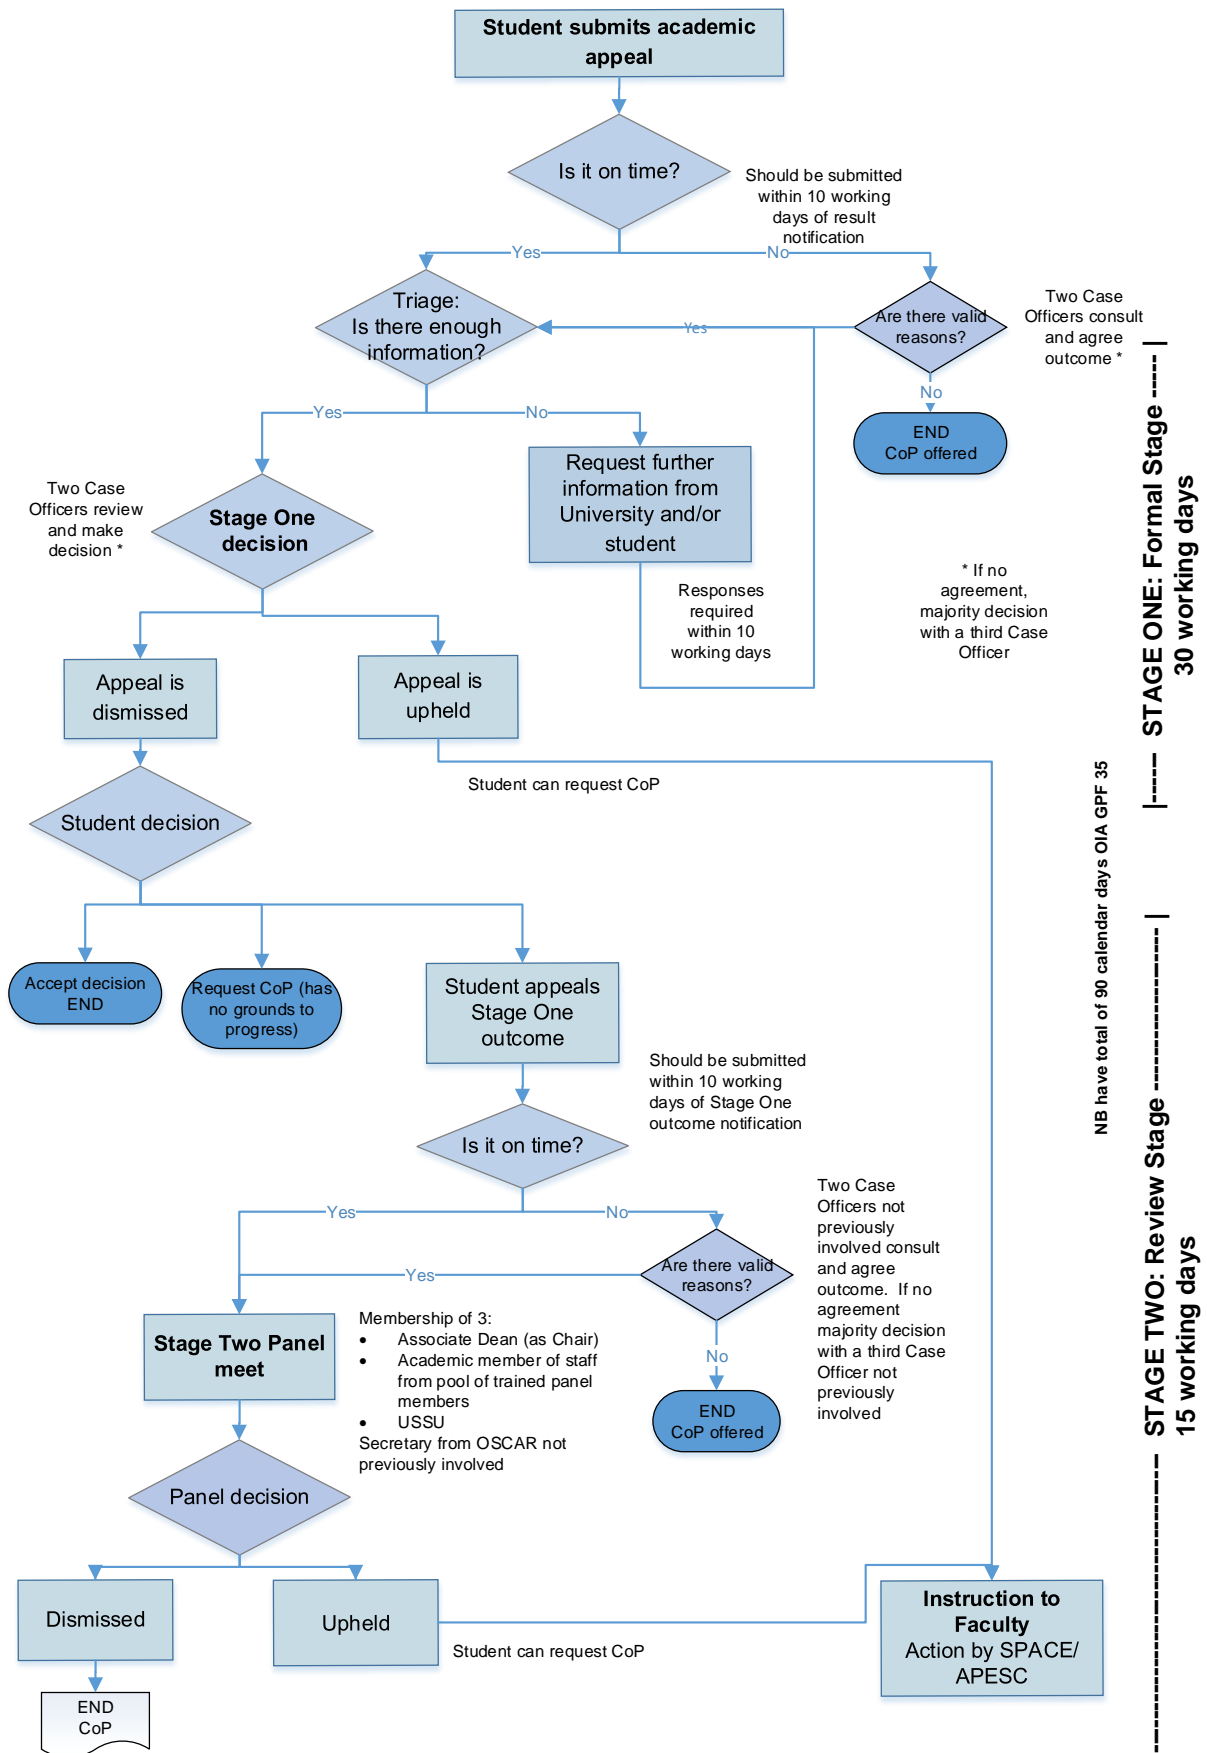 Student submits academic
appeal
Is it on time?
Should be submitted
within 10 working
days of result
notification
Yes
No
Triage:
Is there enough
information?
Yes
Are there valid
reasons?
Two Case
Officers consult
and agree
outcome *
No
END
CoP offered
Yes
No
Two Case
Officers review
and make
decision *
Stage One
decision
Request further
information from
University and/or
student
Responses
required
within 10
working days
* If no
agreement,
majority decision
with a third Case
Officer
STAGE ONE: Formal Stage
30 working days
Appeal is
dismissed
Appeal is
upheld
Student can request CoP
Student decision
NB have total of 90 calendar days OIA GPF 35
Accept decision
END
Request CoP (has
no grounds to
progress)
Student appeals
Stage One
outcome
Should be submitted
within 10 working
days of Stage One
outcome notification
Is it on time?
Yes
No
Two Case
Officers not
previously
involved consult
and agree
outcome. If no
agreement
majority decision
with a third Case
Officer not
previously
involved
Are there valid
reasons?
Yes
No
END
CoP offered
STAGE TWO: Review Stage
15 working days
Stage Two Panel
meet
Membership of 3:
• Associate Dean (as Chair)
• Academic member of staff
from pool of trained panel
members
• USSU
Secretary from OSCAR not
previously involved
Panel decision
Dismissed
Upheld
Student can request CoP
Instruction to
Faculty
Action by SPACE/
APESC
END
CoP